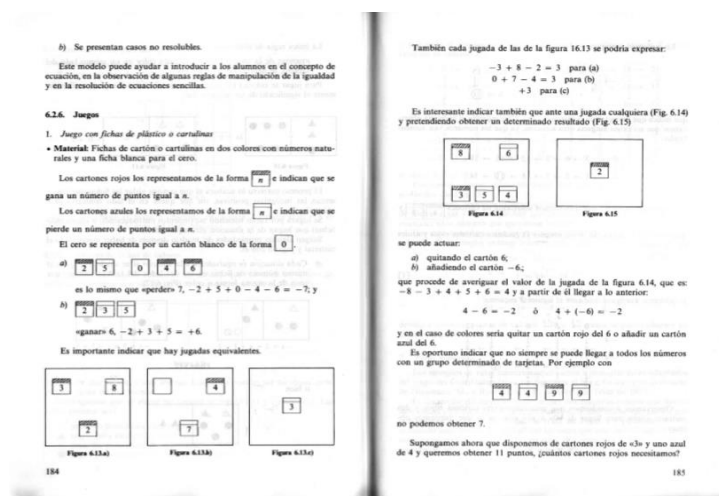 b) Se presentan casos no resolubles.
Este modelo puede ayudar a introducir a los alumnos en el concepto de
ecuación, en la observación de algunas reglas de manipulación de la igualdad
y en la resolución de ecuaciones sencillas.
6.2.6. Juegos
1. Juego con fichas de plástico o cartulinas
• Material: Fichas de cartón o cartulinas en dos colores con números natu-
rales y una ficha blanca para el cero.
Los cartones rojos los representamos de la forma n e indican que se
gana un número de puntos igual a n.
Los cartones azules los representamos de la forma n e indican que se
pierde un número de puntos igual a n.
El cero se representa por un cartón blanco de la forma 0.
a) 2 5 0 4 6
es lo mismo que «perder» 7, −2 + 5 + 0 − 4 − 6 = −7; y
b) 2 3 5
«ganar» 6, −2 + 3 + 5 = +6.
Es importante indicar que hay jugadas equivalentes.
3 8
2
4
7
3
Figura 6.13.a) Figura 6.13.b) Figura 6.13.c)
184
También cada jugada de las de la figura 16.13 se podría expresar:
−3 + 8 − 2 = 3 para (a)
0 + 7 − 4 = 3 para (b)
+3 para (c)
Es interesante indicar también que ante una jugada cualquiera (Fig. 6.14)
y pretendiendo obtener un determinado resultado (Fig. 6.15)
8 6
3 5 4
2
Figura 6.14 Figura 6.15
se puede actuar:
a) quitando el cartón 6;
b) añadiendo el cartón −6.;
que procede de averiguar el valor de la jugada de la figura 6.14, que es:
−8 − 3 + 4 + 5 + 6 = 4 y a partir de él llegar a lo anterior:
4 − 6 = −2 ó 4 + (−6) = −2
y en el caso de colores sería quitar un cartón rojo del 6 o añadir un cartón
azul del 6.
Es oportuno indicar que no siempre se puede llegar a todos los números
con un grupo determinado de tarjetas. Por ejemplo con
4 4 9 9
no podemos obtener 7.
Supongamos ahora que disponemos de cartones rojos de «3» y uno azul
de 4 y queremos obtener 11 puntos, ¿cuántos cartones rojos necesitamos?
185